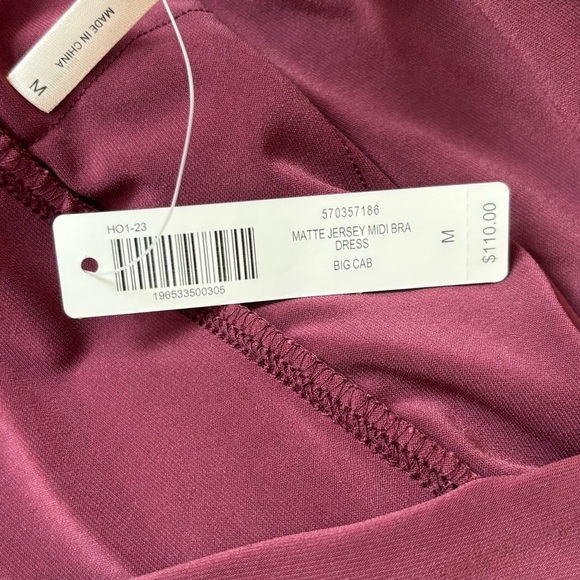 MADE IN CHINA
M
HO1-23
196533500305
570357186
MATTE JERSEY MIDI BRA
DRESS
BIG CAB
M
$110.00